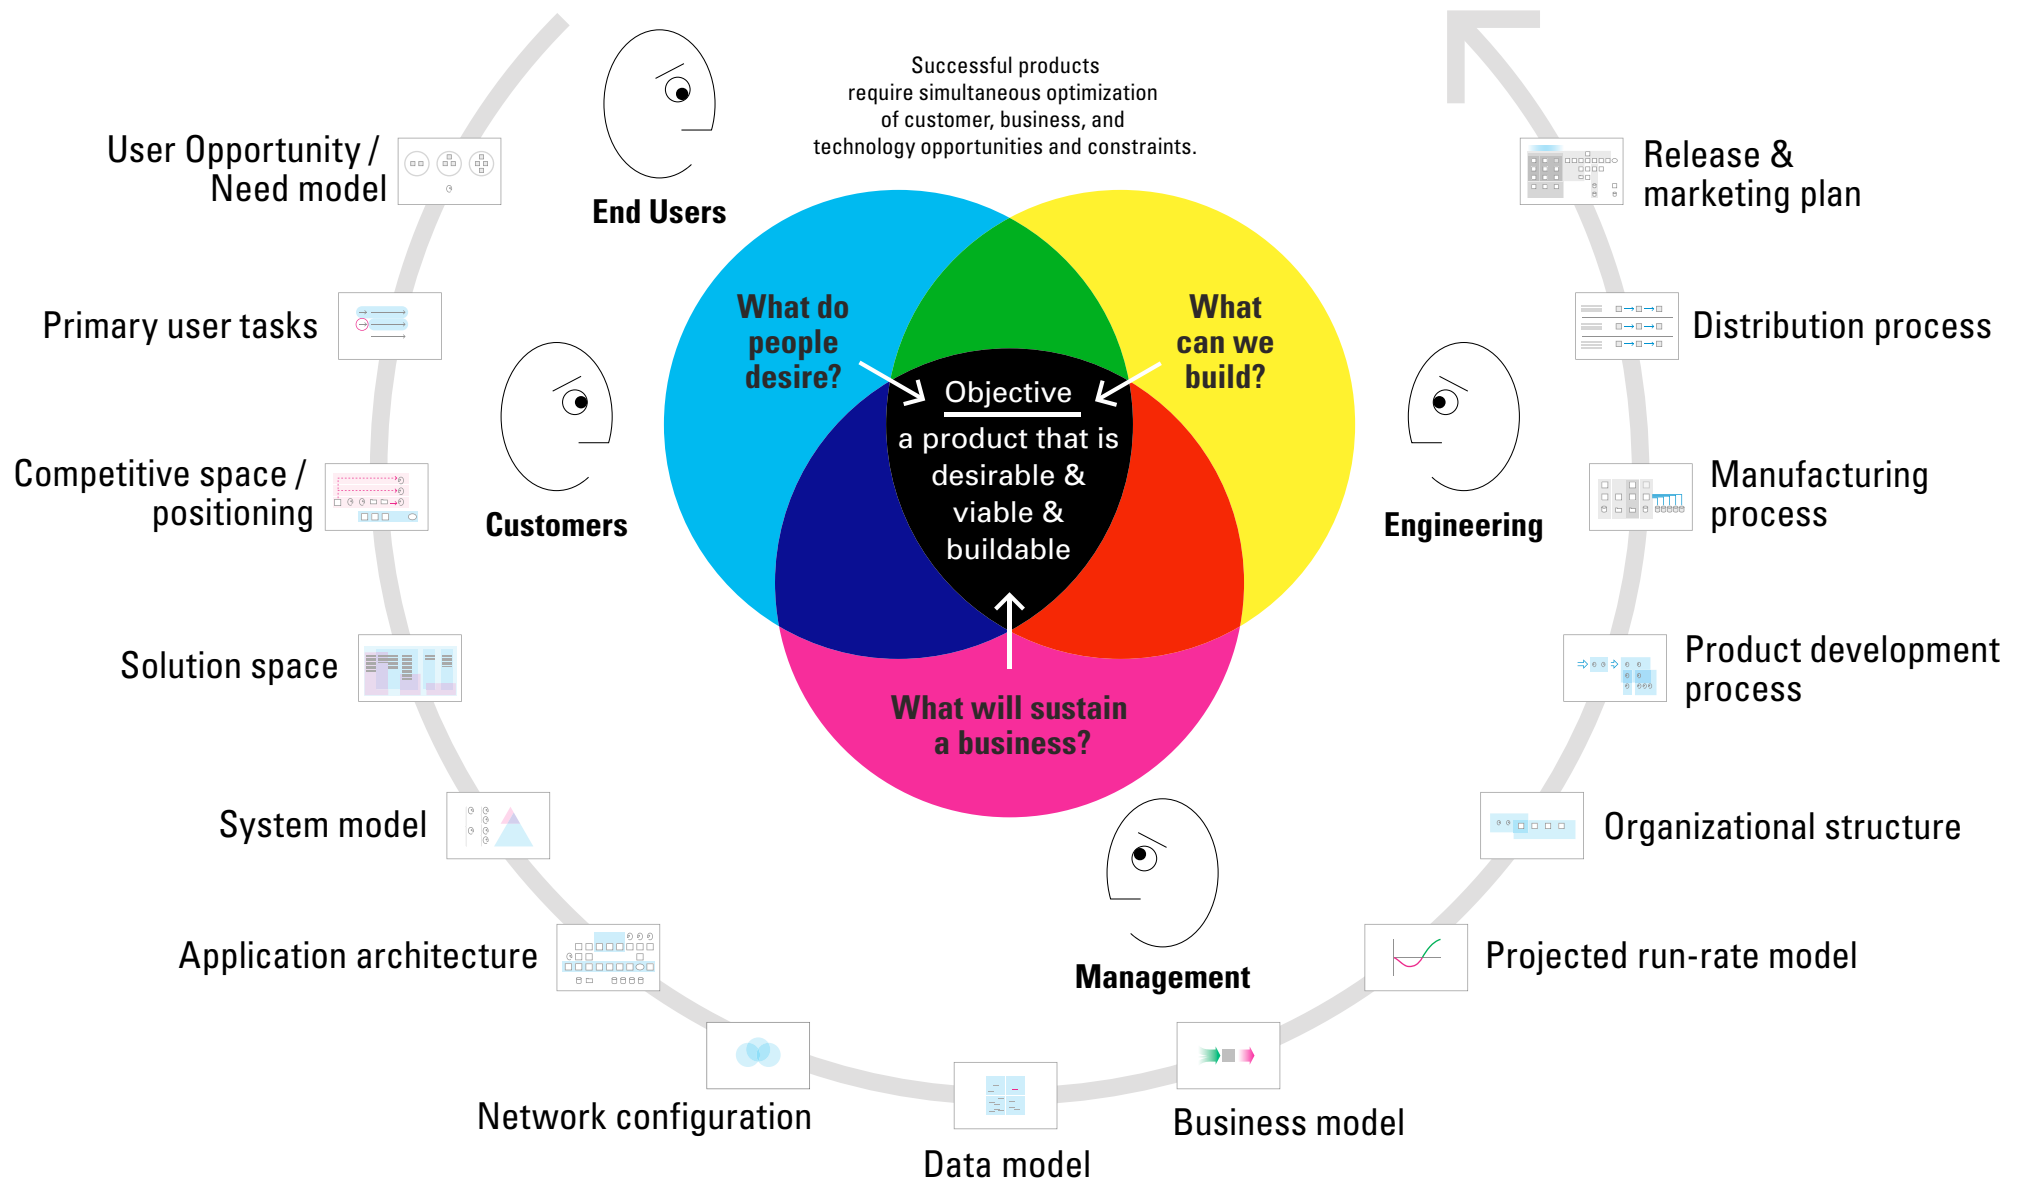 Successful products
require simultaneous optimization
of customer, business, and
technology opportunities and constraints.
End Users
Customers
Engineering
Management
What do
people
desire?
What
can we
build?
What will sustain
a business?
Objective
a product that is
desirable &
viable &
buildable
User Opportunity /
Need model
Primary user tasks
Competitive space /
positioning
Solution space
System model
Application architecture
Network configuration
Data model
Business model
Projected run-rate model
Organizational structure
Product development
process
Manufacturing
process
Distribution process
Release &
marketing plan